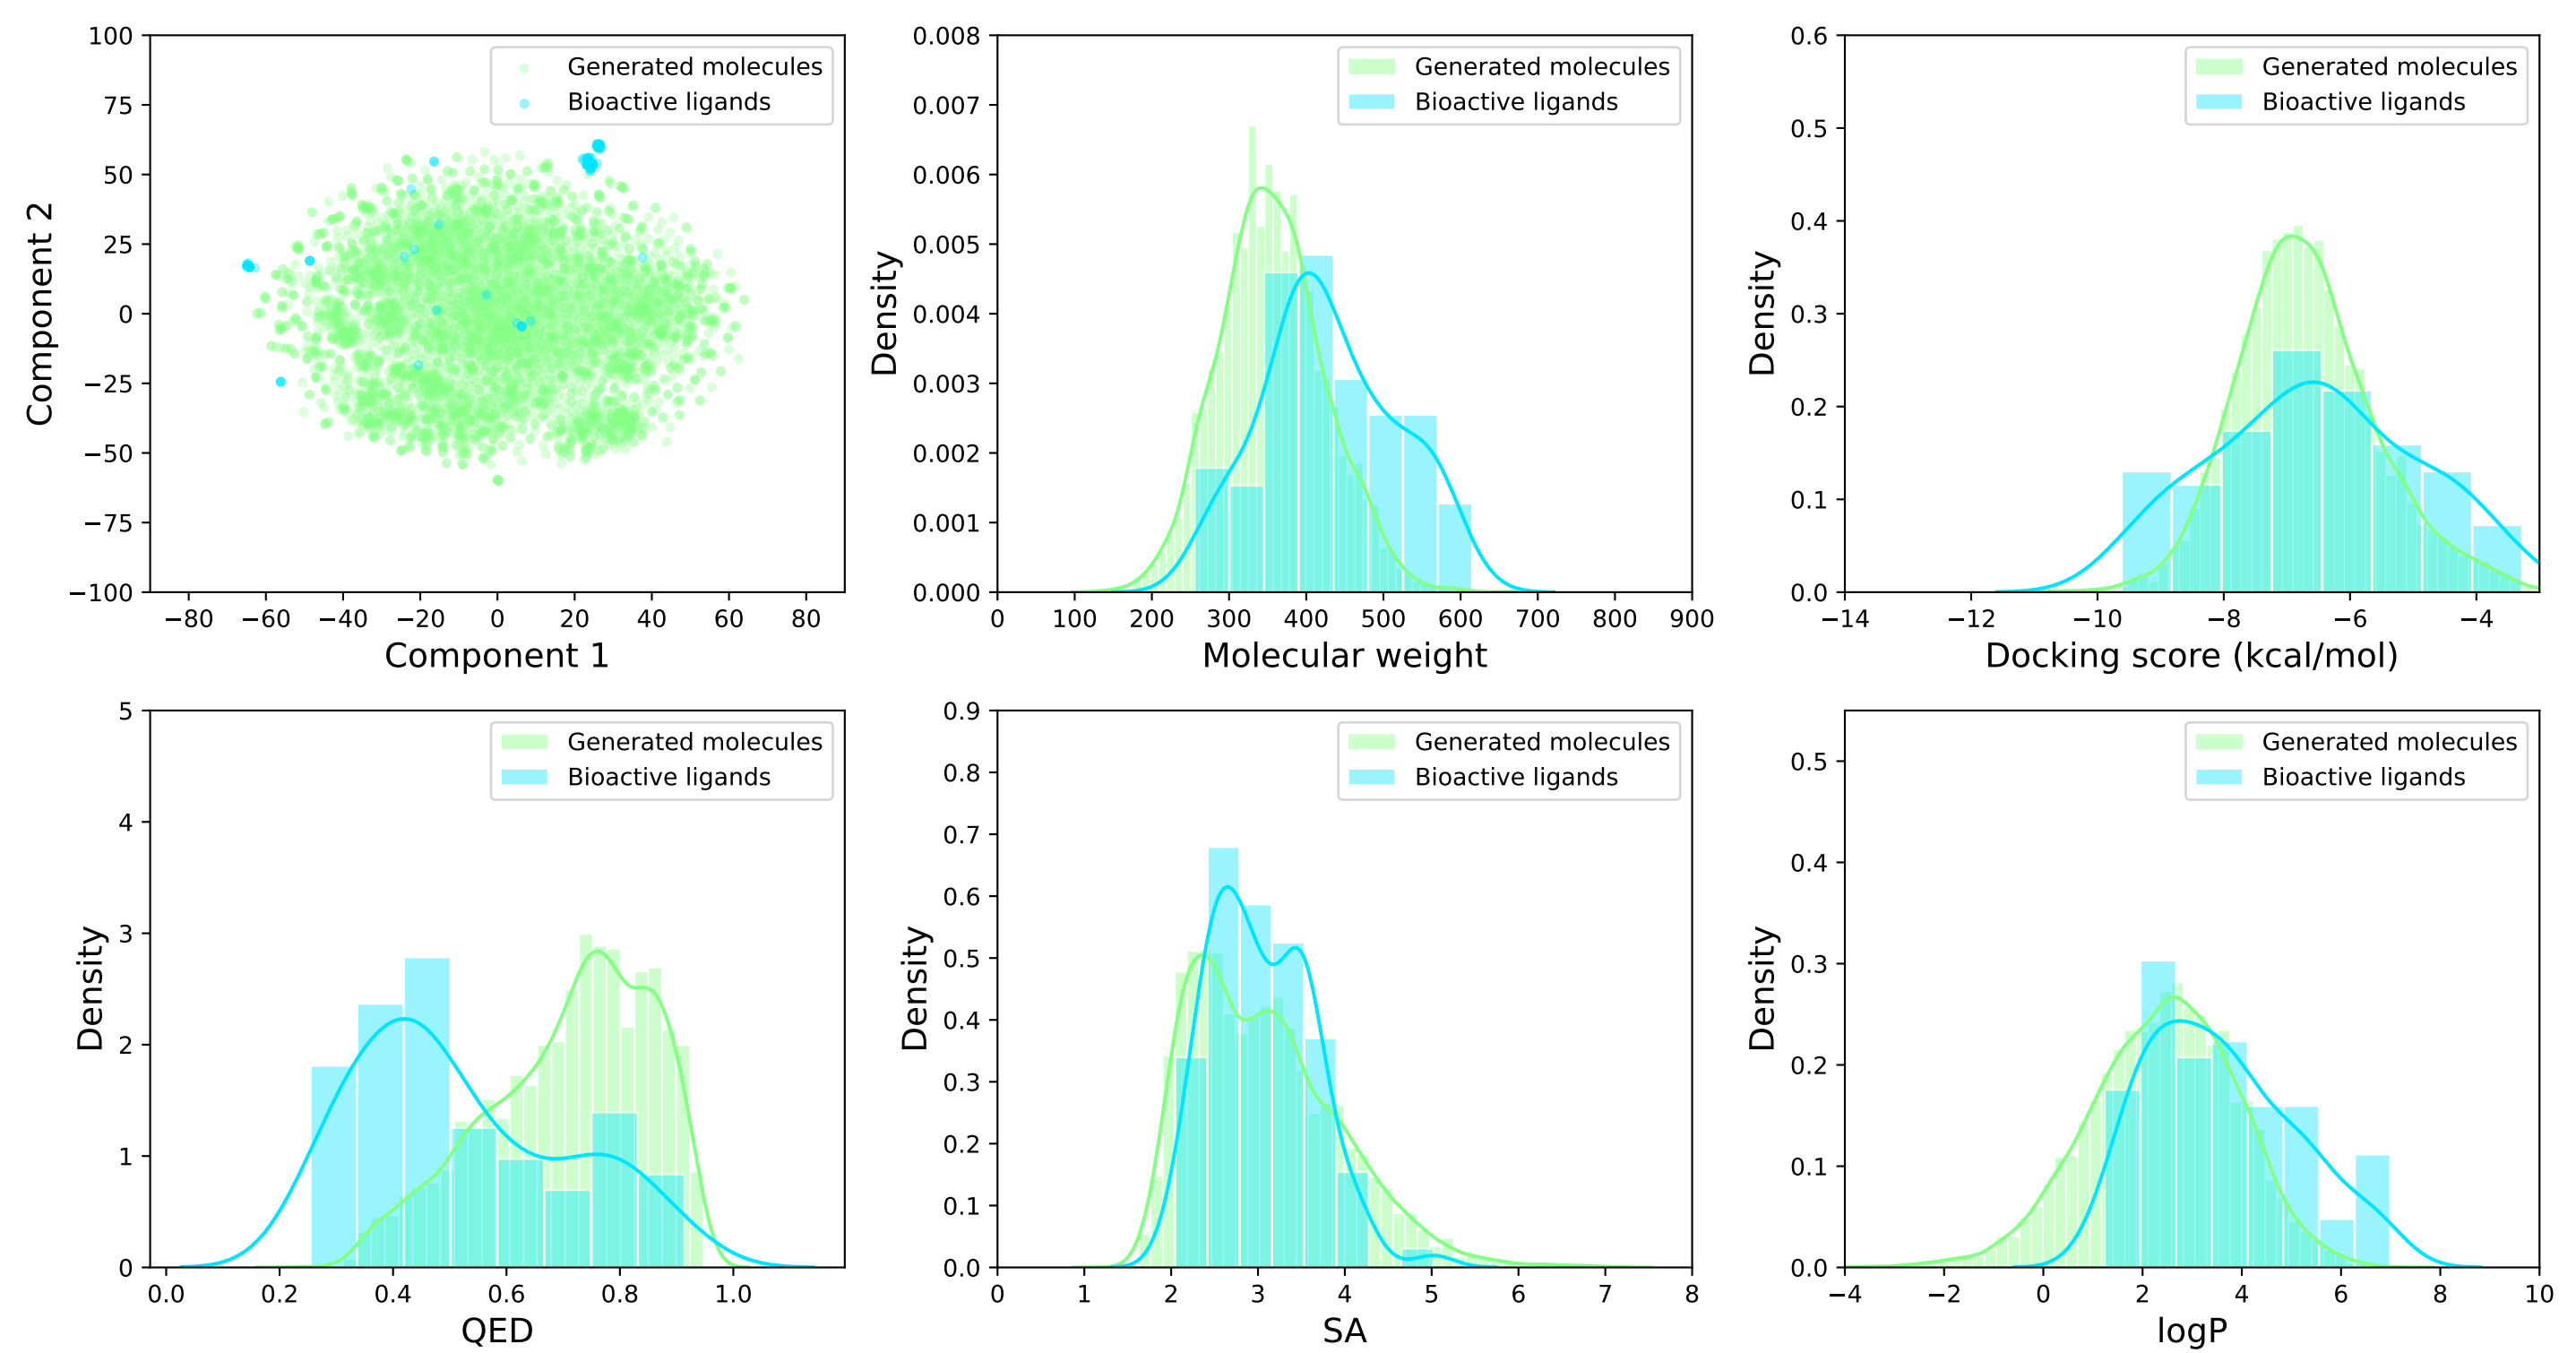 100
75
50
25
0
−25
−50
−75
−100
−80 −60 −40 −20 0 20 40 60 80
Component 1
Component 2
Generated molecules
Bioactive ligands
0.008
0.007
0.006
0.005
0.004
0.003
0.002
0.001
0.000
0 100 200 300 400 500 600 700 800 900
Molecular weight
Density
Generated molecules
Bioactive ligands
0.6
0.5
0.4
0.3
0.2
0.1
0.0
−14 −12 −10 −8 −6 −4
Docking score (kcal/mol)
Density
Generated molecules
Bioactive ligands
5
4
3
2
1
0
0.0 0.2 0.4 0.6 0.8 1.0
QED
Density
Generated molecules
Bioactive ligands
0.9
0.8
0.7
0.6
0.5
0.4
0.3
0.2
0.1
0.0
0 1 2 3 4 5 6 7 8
SA
Density
Generated molecules
Bioactive ligands
0.5
0.4
0.3
0.2
0.1
0.0
−4 −2 0 2 4 6 8 10
logP
Density
Generated molecules
Bioactive ligands